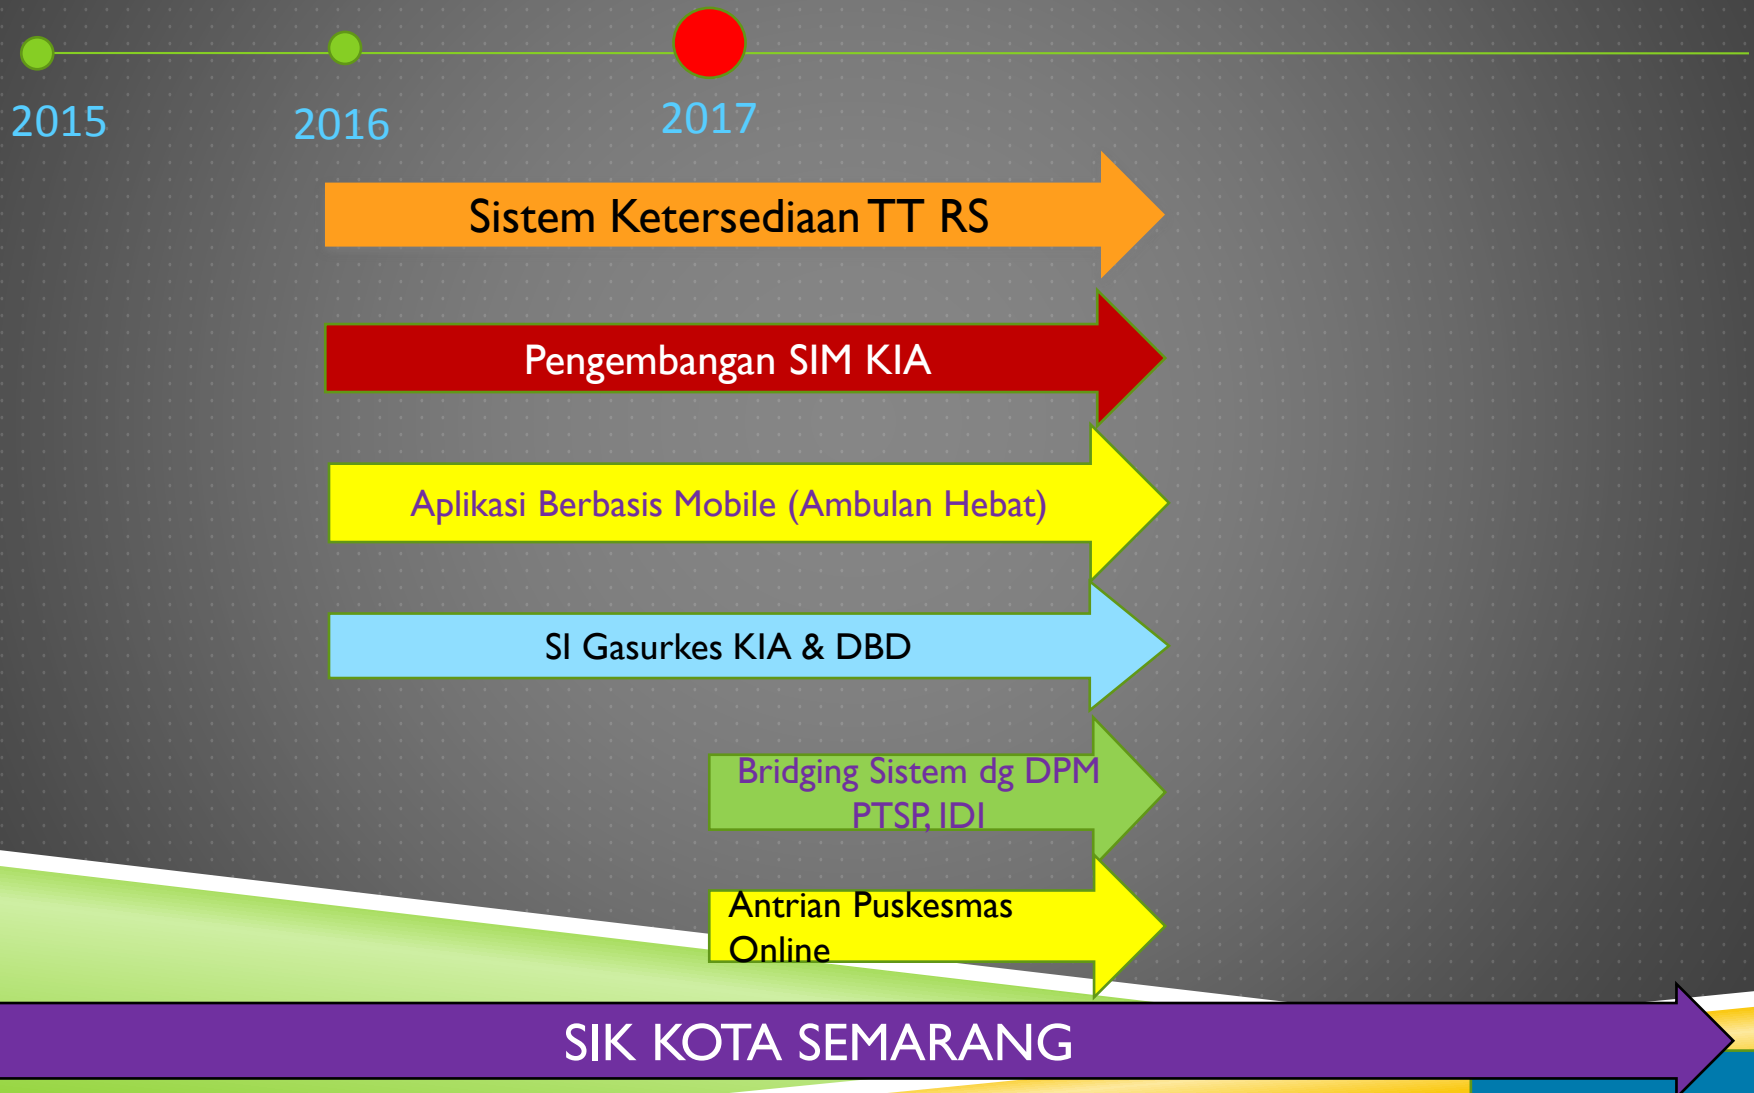 2015
2016
2017
Sistem Ketersediaan TT RS
Pengembangan SIM KIA
Aplikasi Berbasis Mobile (Ambulan Hebat)
SI Gasurkes KIA & DBD
Bridging Sistem dg DPM
PTSP, IDI
Antrian Puskesmas
Online
SIK KOTA SEMARANG